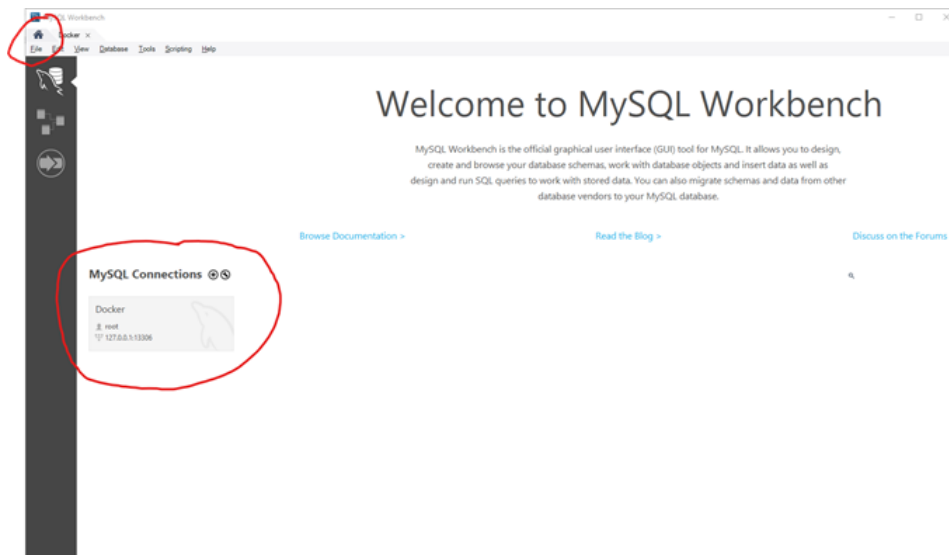 MySQL Workbench
Docker ×
File Edit View Database Tools Scripting Help
Welcome to MySQL Workbench
MySQL Workbench is the official graphical user interface (GUI) tool for MySQL. It allows you to design,
create and browse your database schemas, work with database objects and insert data as well as
design and run SQL queries to work with stored data. You can also migrate schemas and data from other
database vendors to your MySQL database.
Browse Documentation > Read the Blog > Discuss on the Forums
MySQL Connections
Docker
root
127.0.0.1:13306